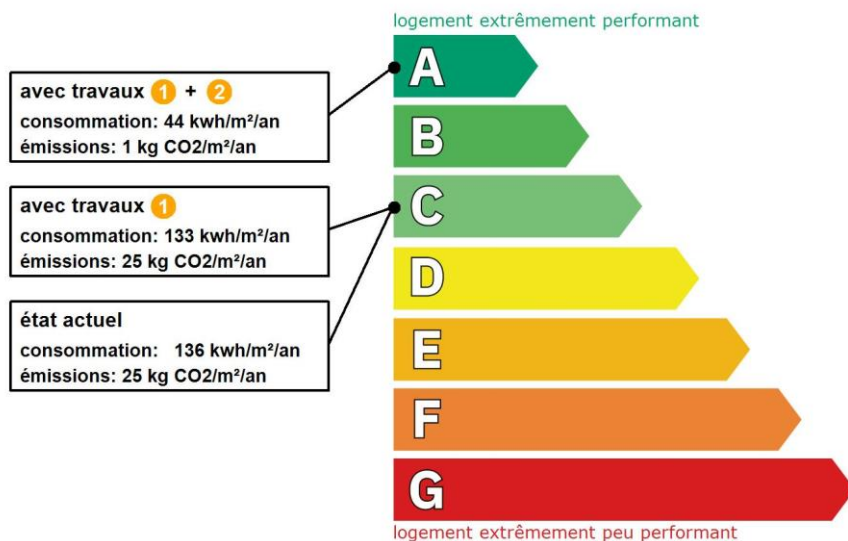 logement extrêmement performant
avec travaux 1 + 2
consommation: 44 kwh/m²/an
émissions: 1 kg CO2/m²/an
avec travaux 1
consommation: 133 kwh/m²/an
émissions: 25 kg CO2/m²/an
état actuel
consommation: 136 kwh/m²/an
émissions: 25 kg CO2/m²/an
A
B
C
D
E
F
G
logement extrêmement peu performant